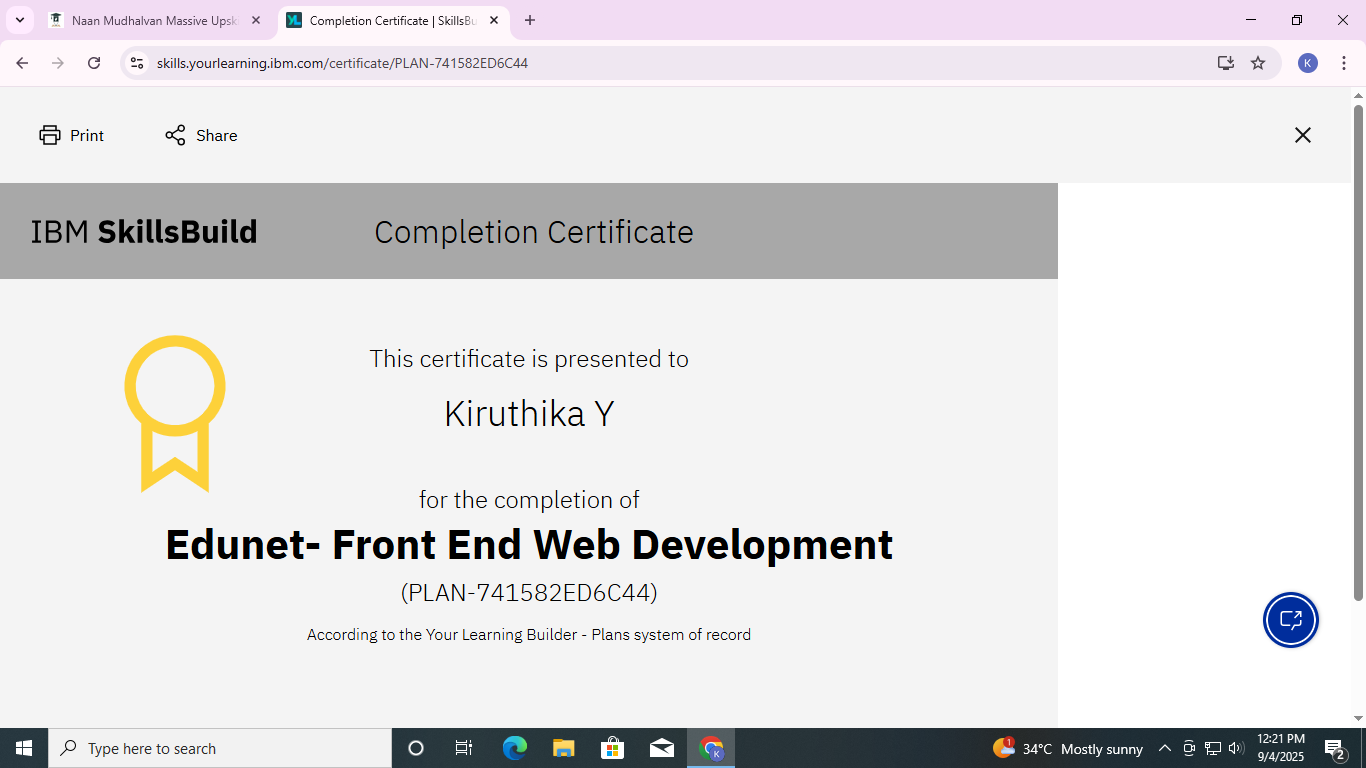 Naan Mudhalvan Massive Upsk
Completion Certificate | SkillsBu
skills.yourlearning.ibm.com/certificate/PLAN-741582ED6C44
K
Print
Share
IBM SkillsBuild
Completion Certificate
This certificate is presented to
Kiruthika Y
for the completion of
Edunet- Front End Web Development
(PLAN-741582ED6C44)
According to the Your Learning Builder - Plans system of record
Type here to search
K
1
34°C Mostly sunny
12:21 PM
9/4/2025
2